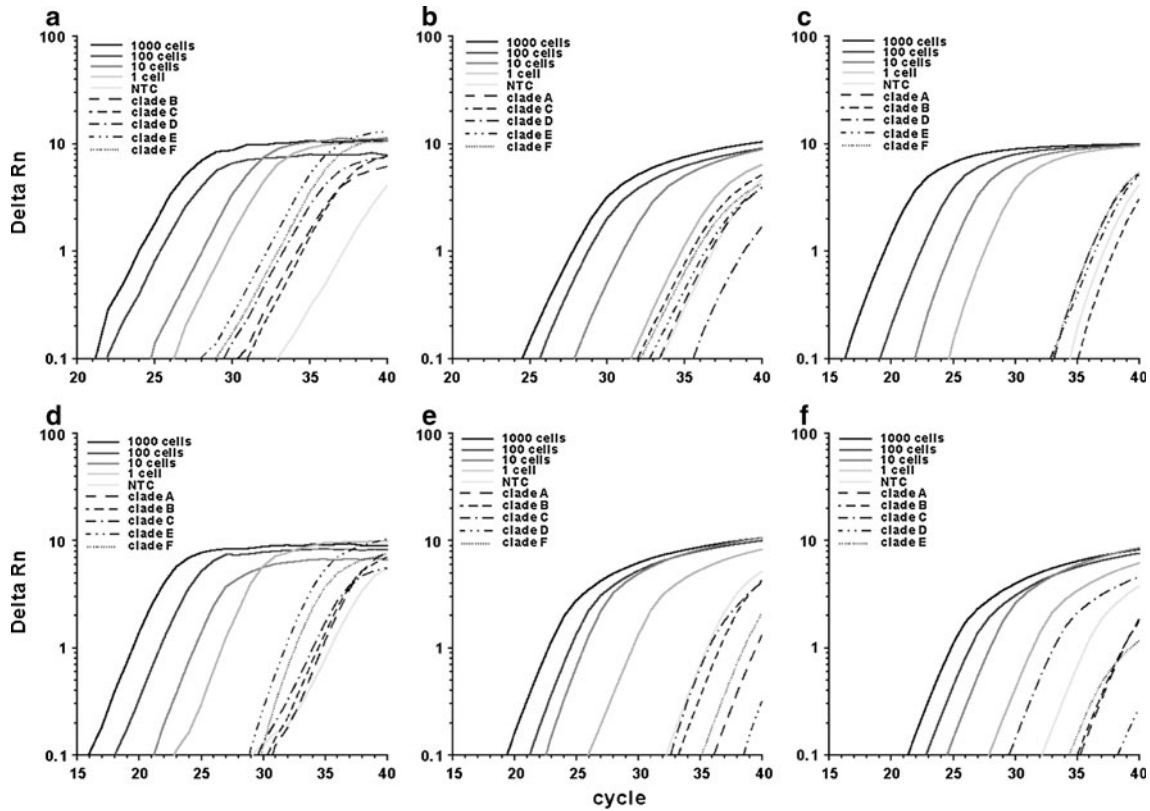 a
100
10
1
0.1
Delta Rn
1000 cells
100 cells
10 cells
1 cell
NTC
clade B
clade C
clade D
clade E
clade F
20 25 30 35 40
b
100
10
1
0.1
1000 cells
100 cells
10 cells
1 cell
NTC
clade A
clade C
clade D
clade E
clade F
20 25 30 35 40
c
100
10
1
0.1
1000 cells
100 cells
10 cells
1 cell
NTC
clade A
clade B
clade D
clade E
clade F
15 20 25 30 35 40
d
100
10
1
0.1
Delta Rn
1000 cells
100 cells
10 cells
1 cell
NTC
clade A
clade B
clade C
clade E
clade F
15 20 25 30 35 40
e
100
10
1
0.1
1000 cells
100 cells
10 cells
1 cell
NTC
clade A
clade B
clade C
clade D
clade F
15 20 25 30 35 40
cycle
f
100
10
1
0.1
1000 cells
100 cells
10 cells
1 cell
NTC
clade A
clade B
clade C
clade D
clade E
15 20 25 30 35 40